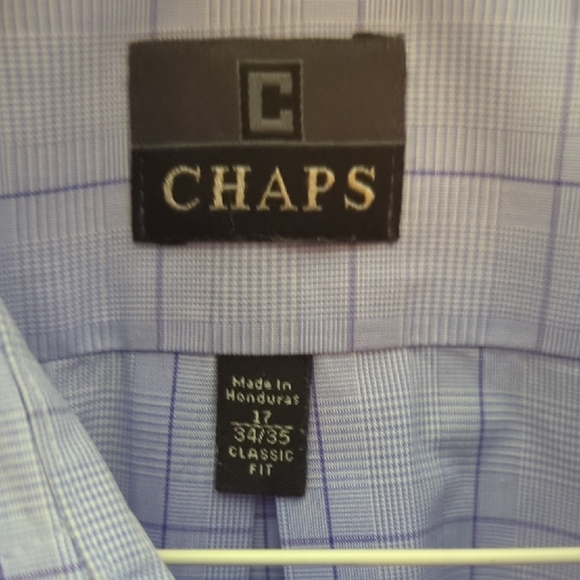 C
CHAPS
Made In
Honduras
17
34/35
CLASSIC
FIT